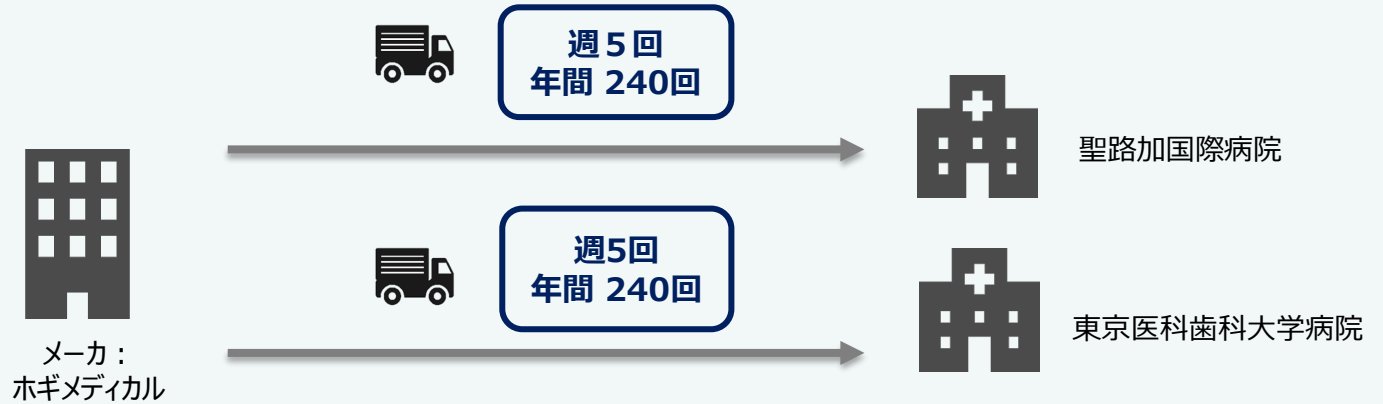 週５回
年間 240回
聖路加国際病院
週5回
年間 240回
東京医科歯科大学病院
メーカ：
ホギメディカル